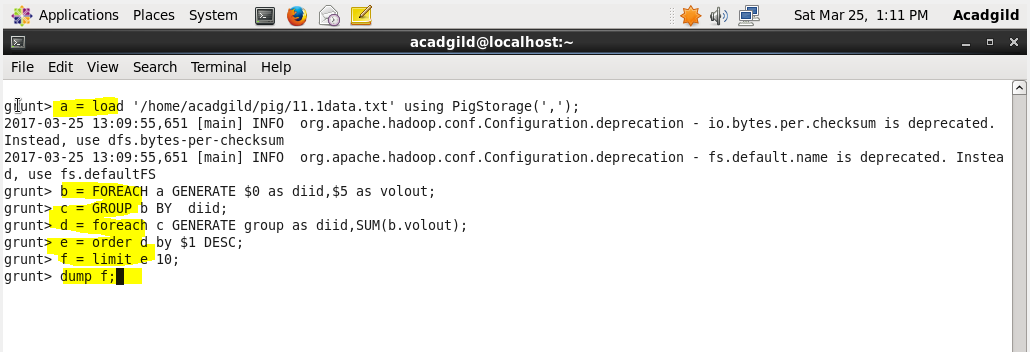 Applications Places System Sat Mar 25, 1:11 PM Acadgild
acadgild@localhost:~
File Edit View Search Terminal Help
grunt> a = load '/home/acadgild/pig/11.1data.txt' using PigStorage(',');
2017-03-25 13:09:55,651 [main] INFO  org.apache.hadoop.conf.Configuration.deprecation - io.bytes.per.checksum is deprecated.
Instead, use dfs.bytes-per-checksum
2017-03-25 13:09:55,651 [main] INFO  org.apache.hadoop.conf.Configuration.deprecation - fs.default.name is deprecated. Instea
d, use fs.defaultFS
grunt> b = FOREACH a GENERATE $0 as diid,$5 as volout;
grunt> c = GROUP b BY  diid;
grunt> d = foreach c GENERATE group as diid,SUM(b.volout);
grunt> e = order d by $1 DESC;
grunt> f = limit e 10;
grunt> dump f;